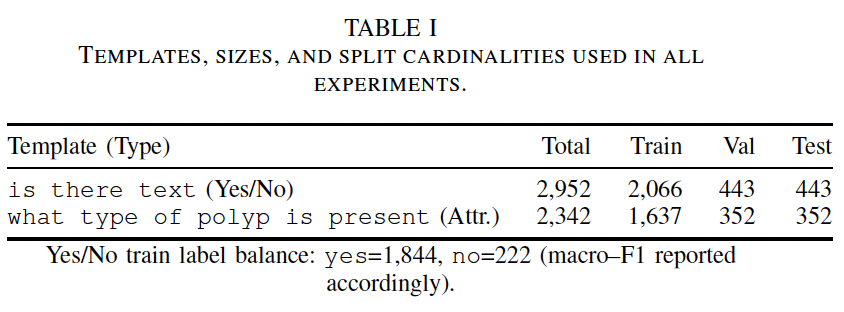 TABLE I
TEMPLATES, SIZES, AND SPLIT CARDINALITIES USED IN ALL
EXPERIMENTS.
Template (Type) Total Train Val Test
is there text (Yes/No) 2,952 2,066 443 443
what type of polyp is present (Attr.) 2,342 1,637 352 352
Yes/No train label balance: yes=1,844, no=222 (macro–F1 reported
accordingly).